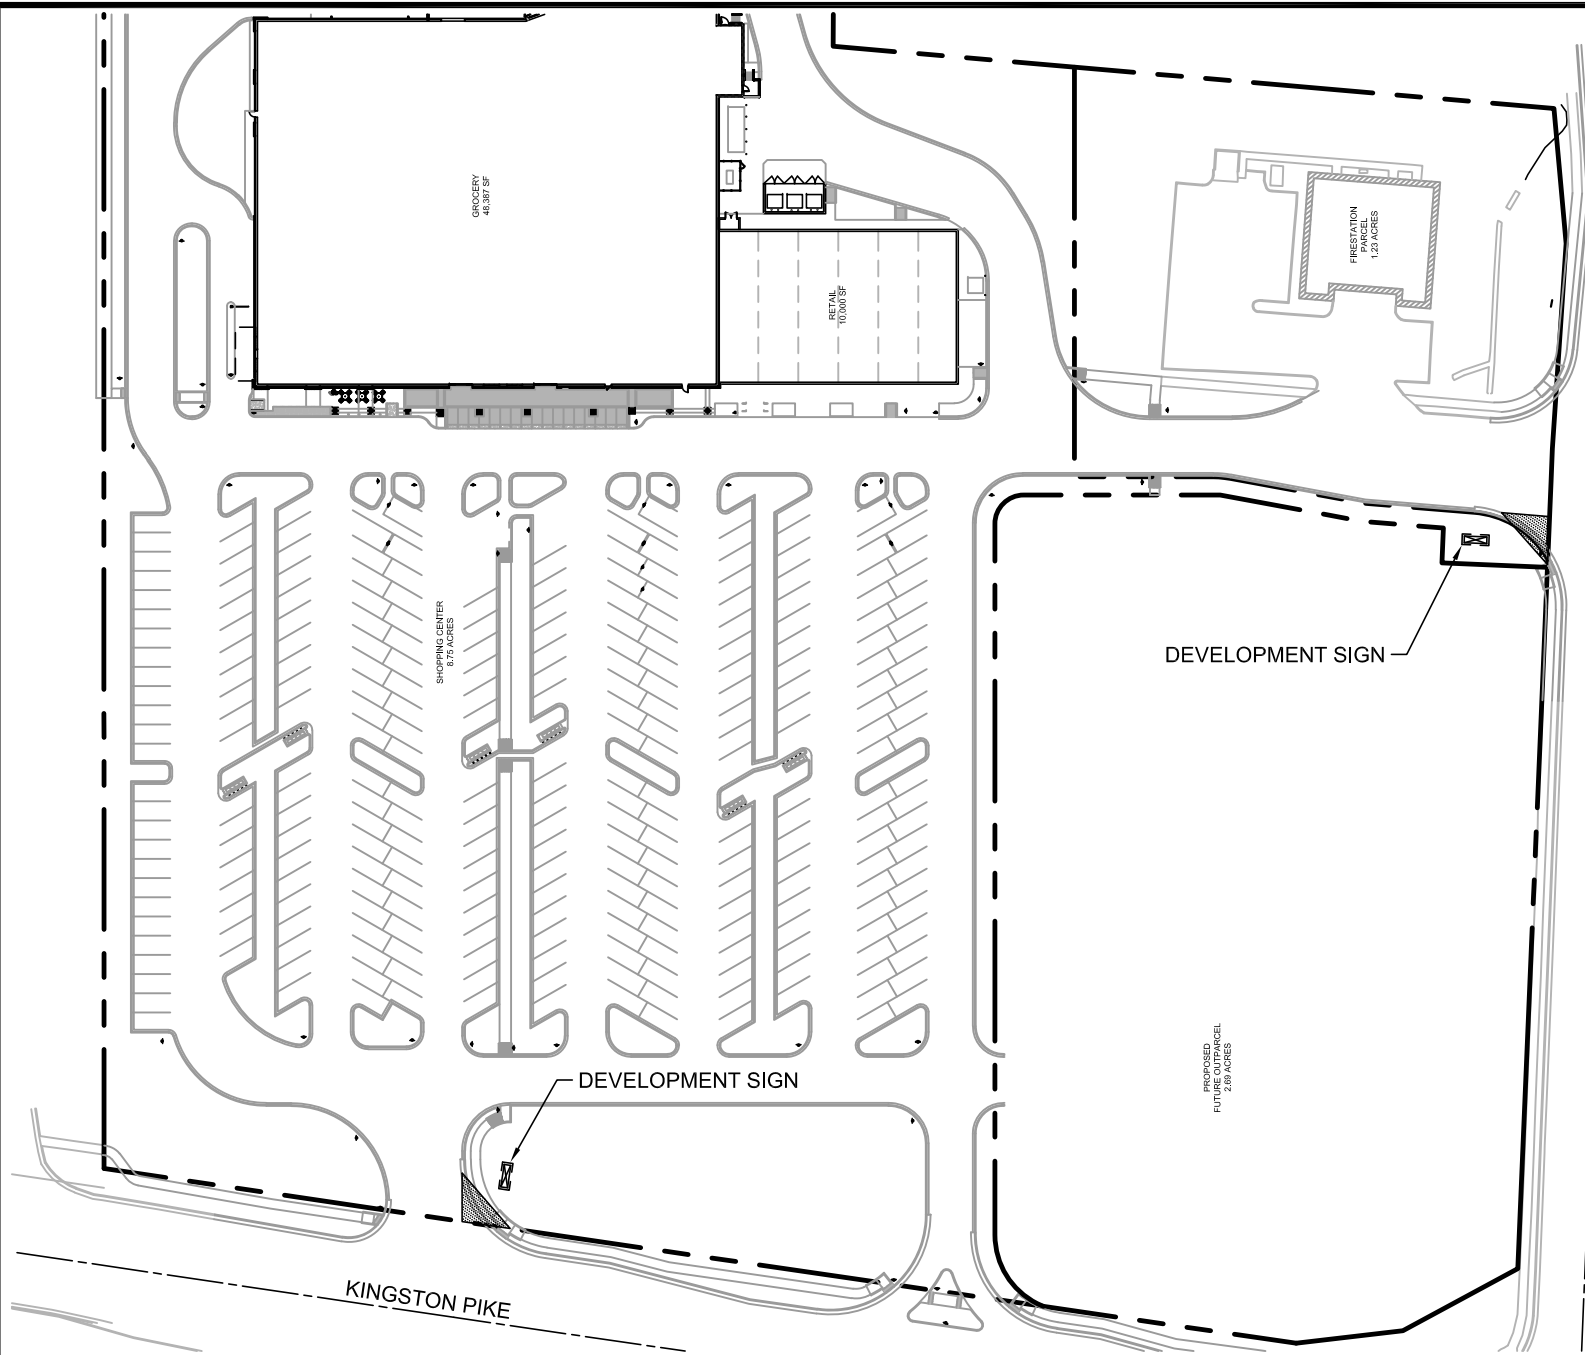 GROCERY
48,387 SF
RETAIL
10,000 SF
FIRESTATION
PARCEL
1.23 ACRES
SHOPPING CENTER
8.75 ACRES
DEVELOPMENT SIGN
PROPOSED
FUTURE OUTPARCEL
2.69 ACRES
DEVELOPMENT SIGN
KINGSTON PIKE